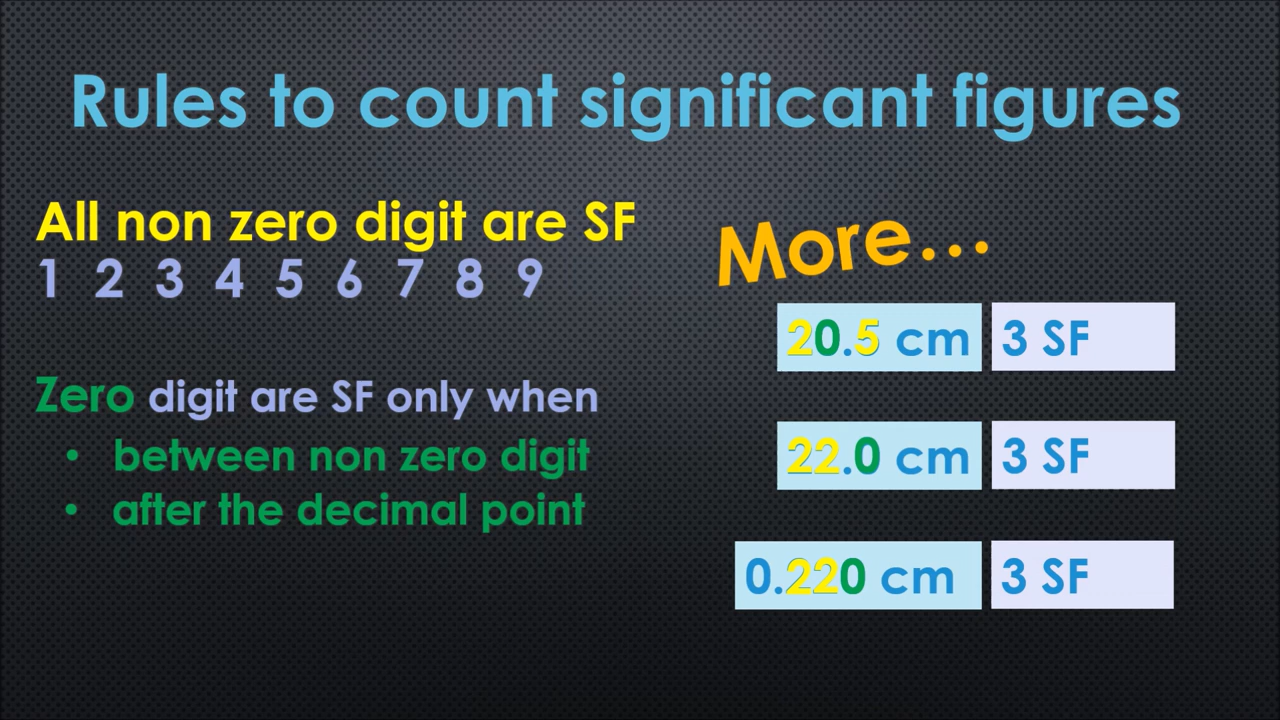 Rules to count significant figures
All non zero digit are SF
1 2 3 4 5 6 7 8 9
Zero digit are SF only when
• between non zero digit
• after the decimal point
More...
20.5 cm 3 SF
22.0 cm 3 SF
0.220 cm 3 SF